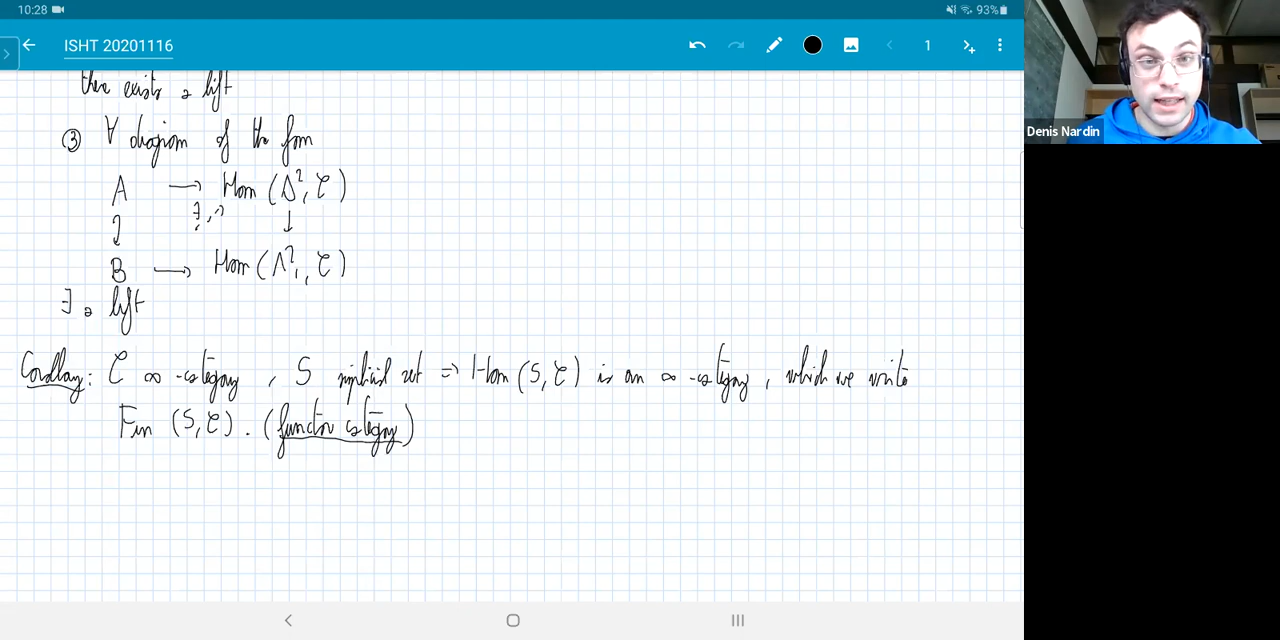 10:28
93%
ISHT 20201116
1
Denis Nardin
there exists a lift
③ ∀ diagram of the form
A → Hom (Δ², C)
∃
↓
B → Hom (Λ²₁, C)
∃ a lift
Corollary: C ∞-category, S simplicial set ⇒ Hom (S, C) is an ∞-category, which we write
Fun (S, C). (functor category)